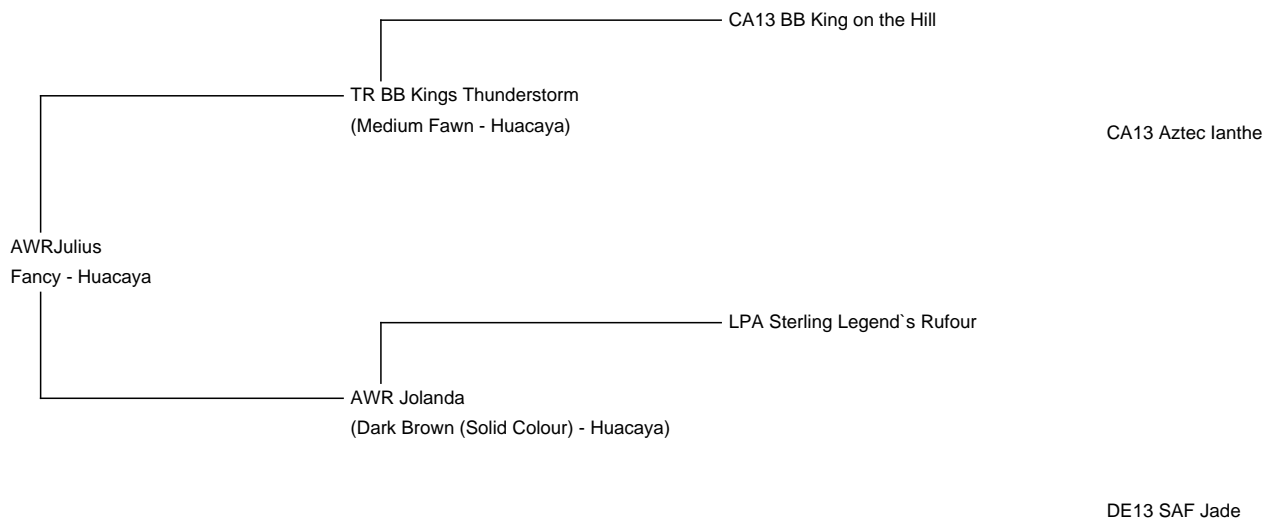 CA13 BB King on the Hill
TR BB Kings Thunderstorm
(Medium Fawn - Huacaya)
CA13 Aztec Ianthe
AWRJulius
Fancy - Huacaya
LPA Sterling Legend`s Rufour
AWR Jolanda
(Dark Brown (Solid Colour) - Huacaya)
DE13 SAF Jade